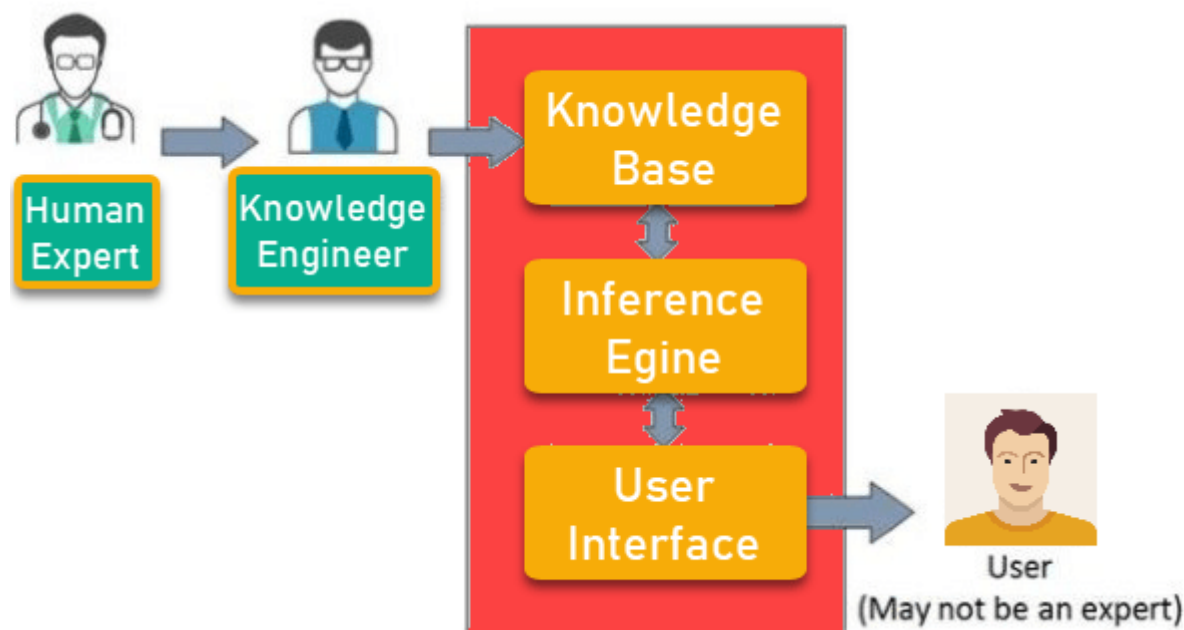 Human
Expert
Knowledge
Engineer
Knowledge
Base
Inference
Egine
User
Interface
User
(May not be an expert)